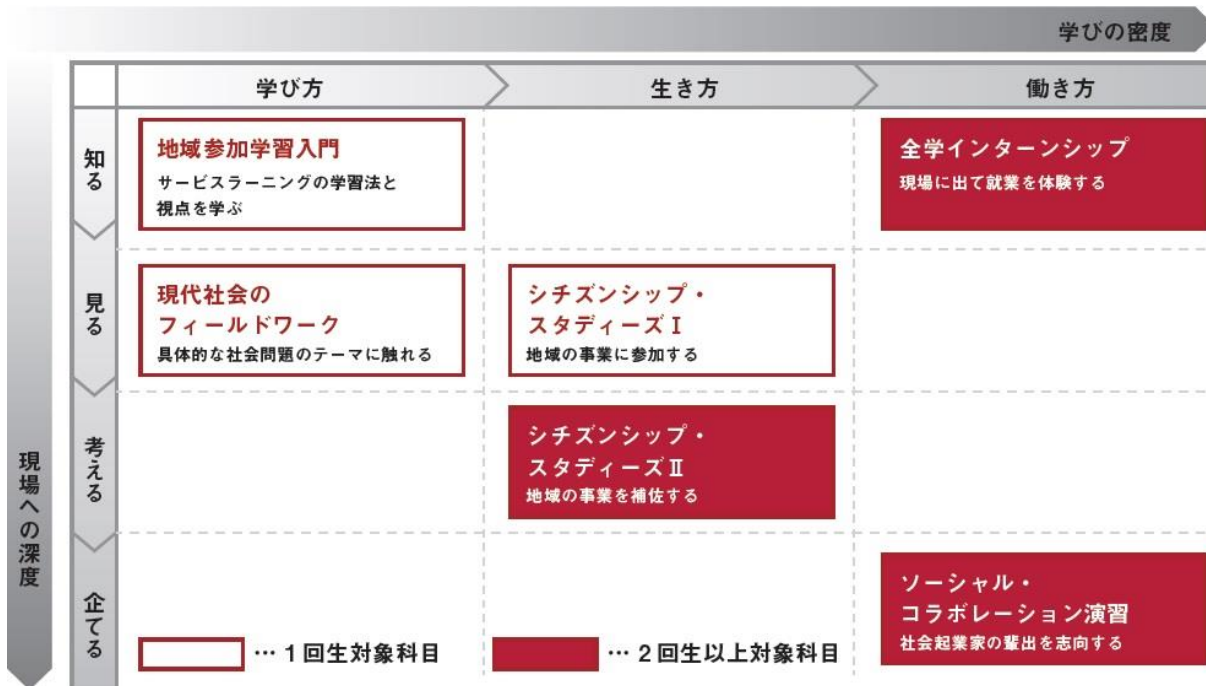 学びの密度
学び方
生き方
働き方
現場への深度
知る
地域参加学習入門
サービスラーニングの学習法と
視点を学ぶ
全学インターンシップ
現場に出て就業を体験する
見る
現代社会の
フィールドワーク
具体的な社会問題のテーマに触れる
シチズンシップ・
スタディーズⅠ
地域の事業に参加する
考える
シチズンシップ・
スタディーズⅡ
地域の事業を補佐する
企てる
ソーシャル・
コラボレーション演習
社会起業家の輩出を志向する
…１回生対象科目
…２回生以上対象科目